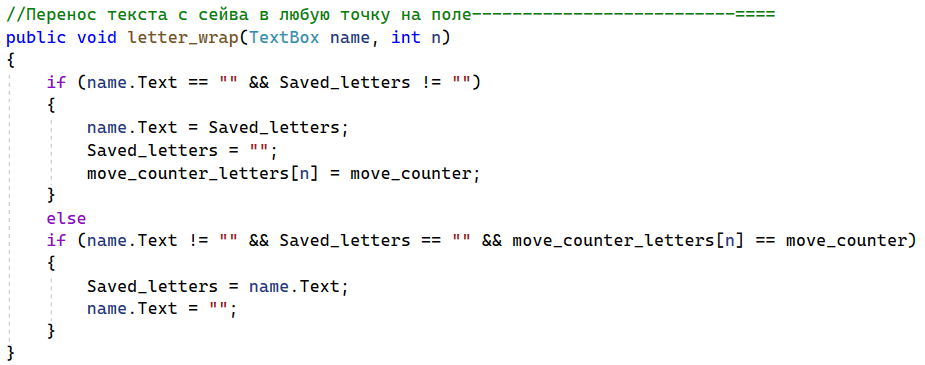 //Перенос текста с сейва в любую точку на поле--------------------------====
public void letter_wrap(TextBox name, int n)
{
if (name.Text == "" && Saved_letters != "")
{
name.Text = Saved_letters;
Saved_letters = "";
move_counter_letters[n] = move_counter;
}
else
if (name.Text != "" && Saved_letters == "" && move_counter_letters[n] == move_counter)
{
Saved_letters = name.Text;
name.Text = "";
}
}